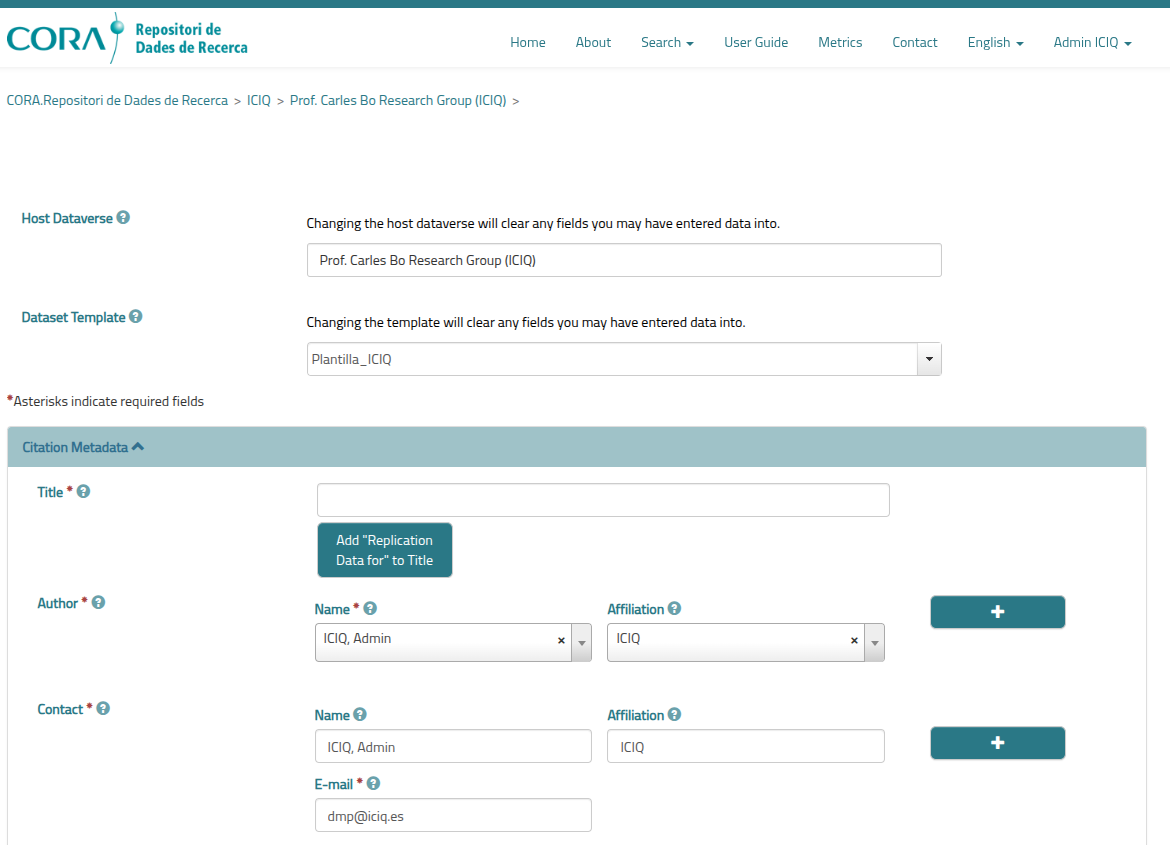 CORA
Repositori de
Dades de Recerca
Home About Search User Guide Metrics Contact English Admin ICIQ
CORA.Repositori de Dades de Recerca > ICIQ > Prof. Carles Bo Research Group (ICIQ) >
Host Dataverse
Changing the host dataverse will clear any fields you may have entered data into.
Prof. Carles Bo Research Group (ICIQ)
Dataset Template
Changing the template will clear any fields you may have entered data into.
Plantilla_ICIQ
*Asterisks indicate required fields
Citation Metadata
Title *
Add "Replication
Data for" to Title
Author *
Name * Affiliation
ICIQ, Admin × ICIQ ×
Contact *
Name Affiliation
ICIQ, Admin ICIQ
E-mail *
dmp@iciq.es